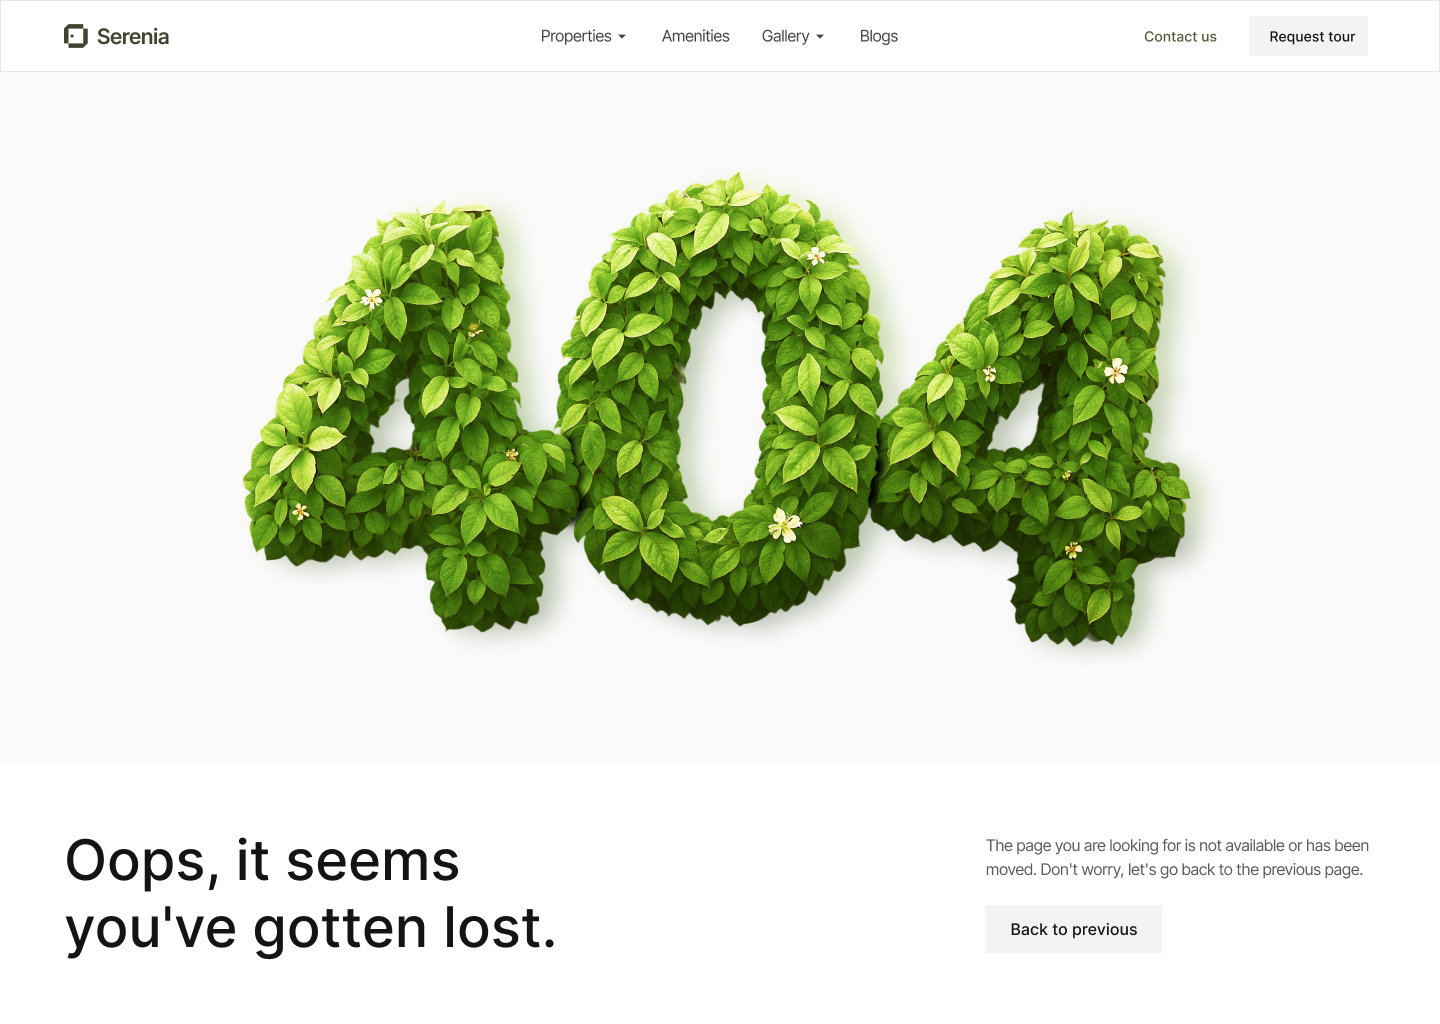 Serenia
Properties
Amenities
Gallery
Blogs
Contact us
Request tour
404
Oops, it seems
you've gotten lost.
The page you are looking for is not available or has been
moved. Don't worry, let's go back to the previous page.
Back to previous